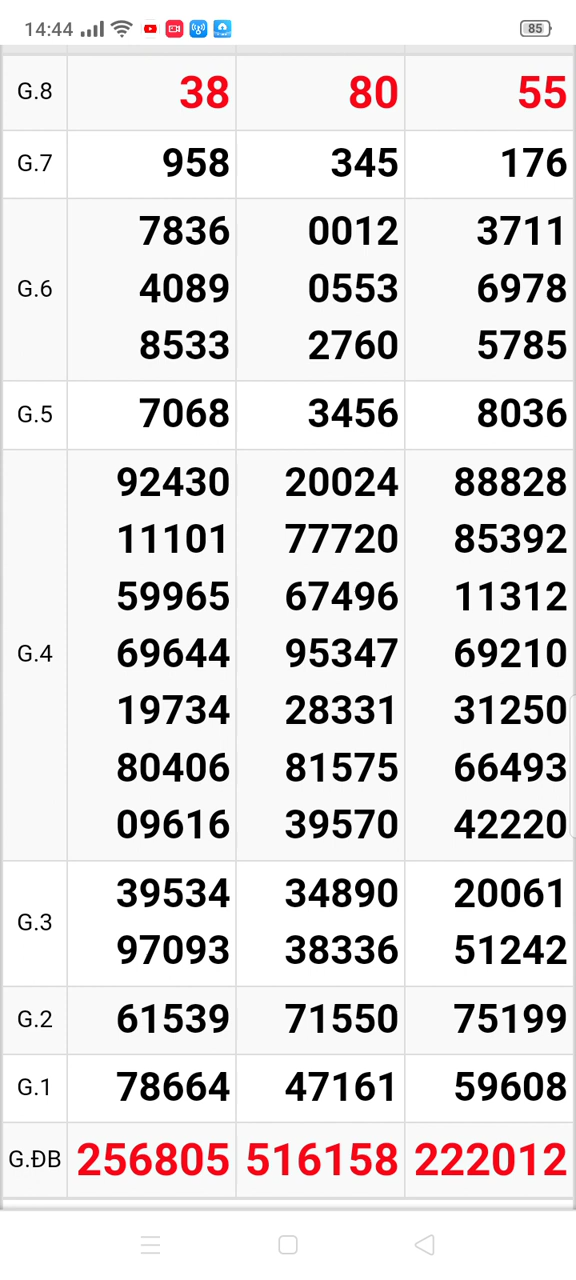 14:44 85
G.8 38 80 55
G.7 958 345 176
7836 0012 3711
G.6 4089 0553 6978
8533 2760 5785
G.5 7068 3456 8036
92430 20024 88828
11101 77720 85392
59965 67496 11312
G.4 69644 95347 69210
19734 28331 31250
80406 81575 66493
09616 39570 42220
39534 34890 20061
G.3
97093 38336 51242
G.2 61539 71550 75199
G.1 78664 47161 59608
G.ĐB 256805 516158 222012